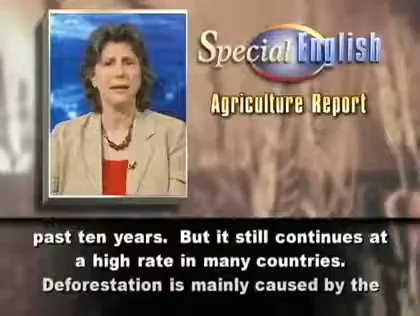 Special English
Agriculture Report
past ten years.  But it still continues at
a high rate in many countries.
Deforestation is mainly caused by the